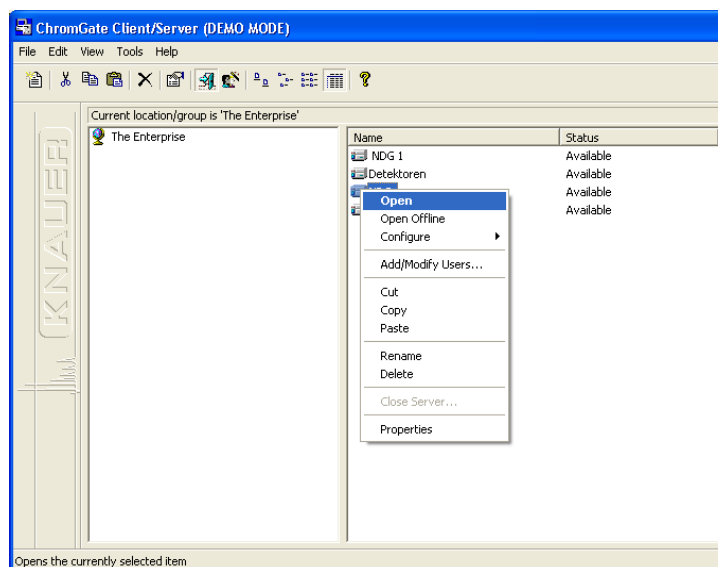 ChromGate Client/Server (DEMO MODE)
File Edit View Tools Help
Current location/group is 'The Enterprise'
KNAUER
The Enterprise
Name Status
NDG 1 Available
Detektoren Available
Available
Available
Open
Open Offline
Configure
Add/Modify Users...
Cut
Copy
Paste
Rename
Delete
Close Server...
Properties
Opens the currently selected item